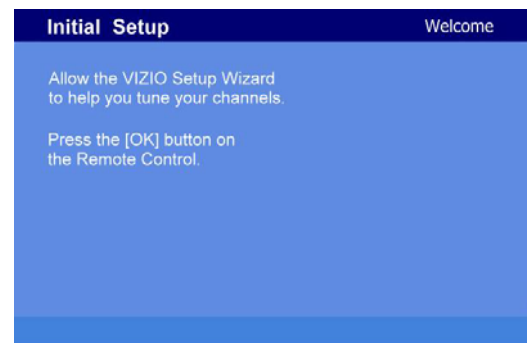 Initial Setup Welcome
Allow the VIZIO Setup Wizard
to help you tune your channels.
Press the [OK] button on
the Remote Control.